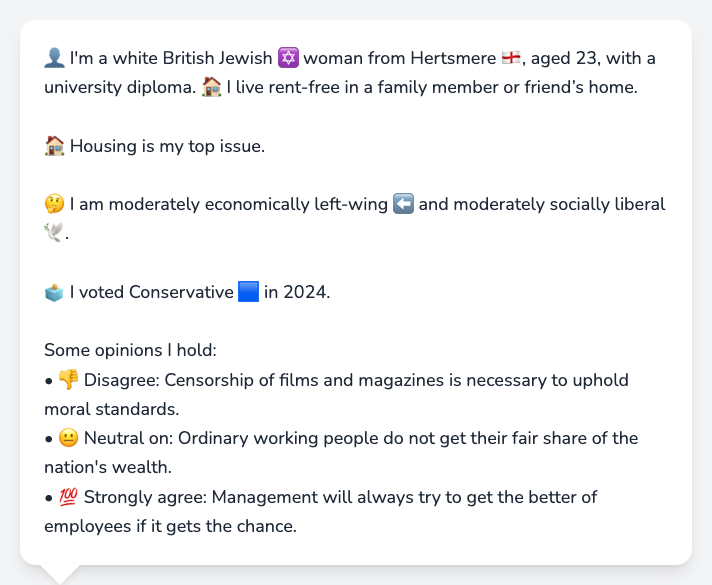 👤 I'm a white British Jewish ✡️ woman from Hertsmere 🏴󠁧󠁢󠁥󠁮󠁧󠁿, aged 23, with a
university diploma. 🏠 I live rent-free in a family member or friend’s home.
🏠 Housing is my top issue.
🤔 I am moderately economically left-wing ⬅️ and moderately socially liberal
🕊️.
🗳️ I voted Conservative 🟦 in 2024.
Some opinions I hold:
• 👎 Disagree: Censorship of films and magazines is necessary to uphold
moral standards.
• 😐 Neutral on: Ordinary working people do not get their fair share of the
nation's wealth.
• 💯 Strongly agree: Management will always try to get the better of
employees if it gets the chance.